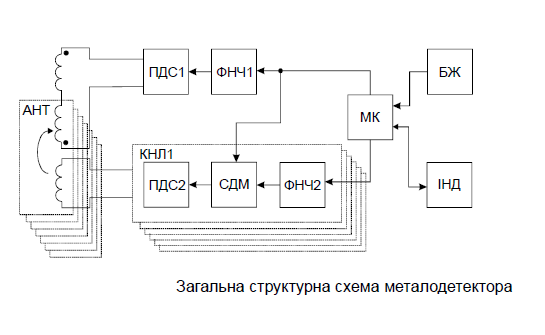 ПДС1
ФНЧ1
БЖ
АНТ
МК
КНЛ1
ПДС2
СДМ
ФНЧ2
ІНД
Загальна структурна схема металодетектора